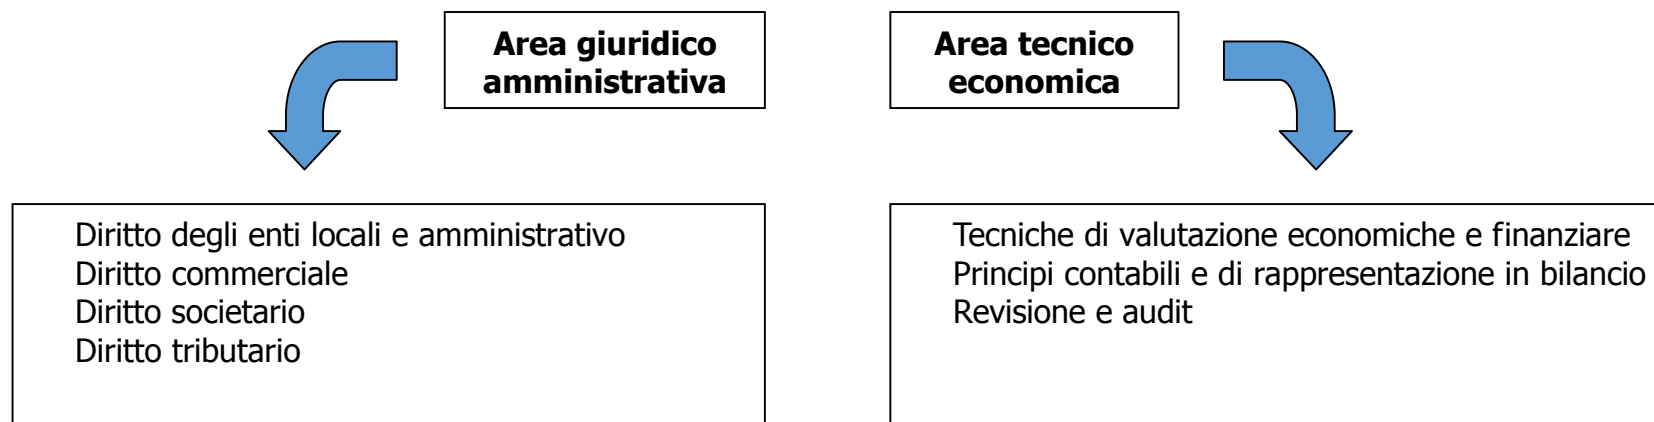 Area giuridico
amministrativa
Area tecnico
economica
Diritto degli enti locali e amministrativo
Diritto commerciale
Diritto societario
Diritto tributario
Tecniche di valutazione economiche e finanziare
Principi contabili e di rappresentazione in bilancio
Revisione e audit